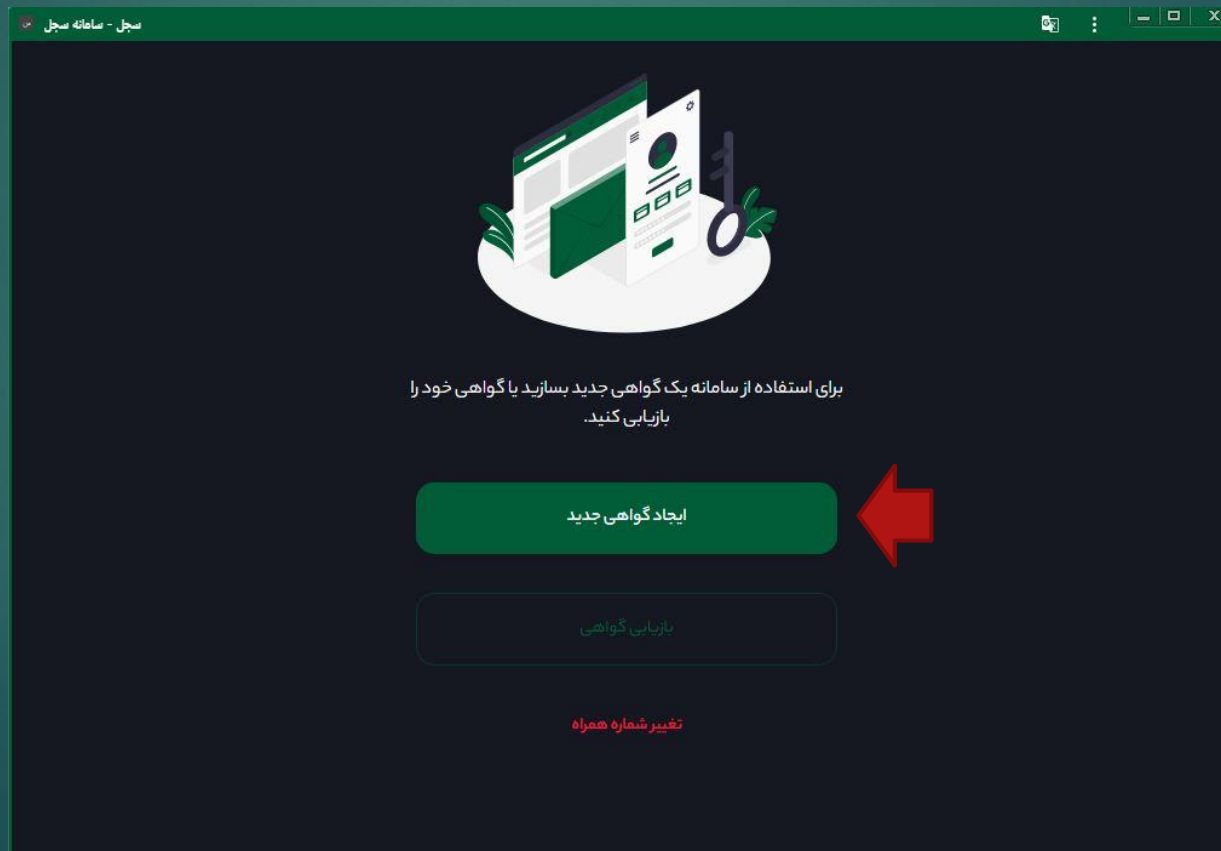 سجل - سامانه سجل
برای استفاده از سامانه یک گواهی جدید بسازید یا گواهی خود را
بازیابی کنید.
ایجاد گواهی جدید
بازیابی گواهی
تغییر شماره همراه